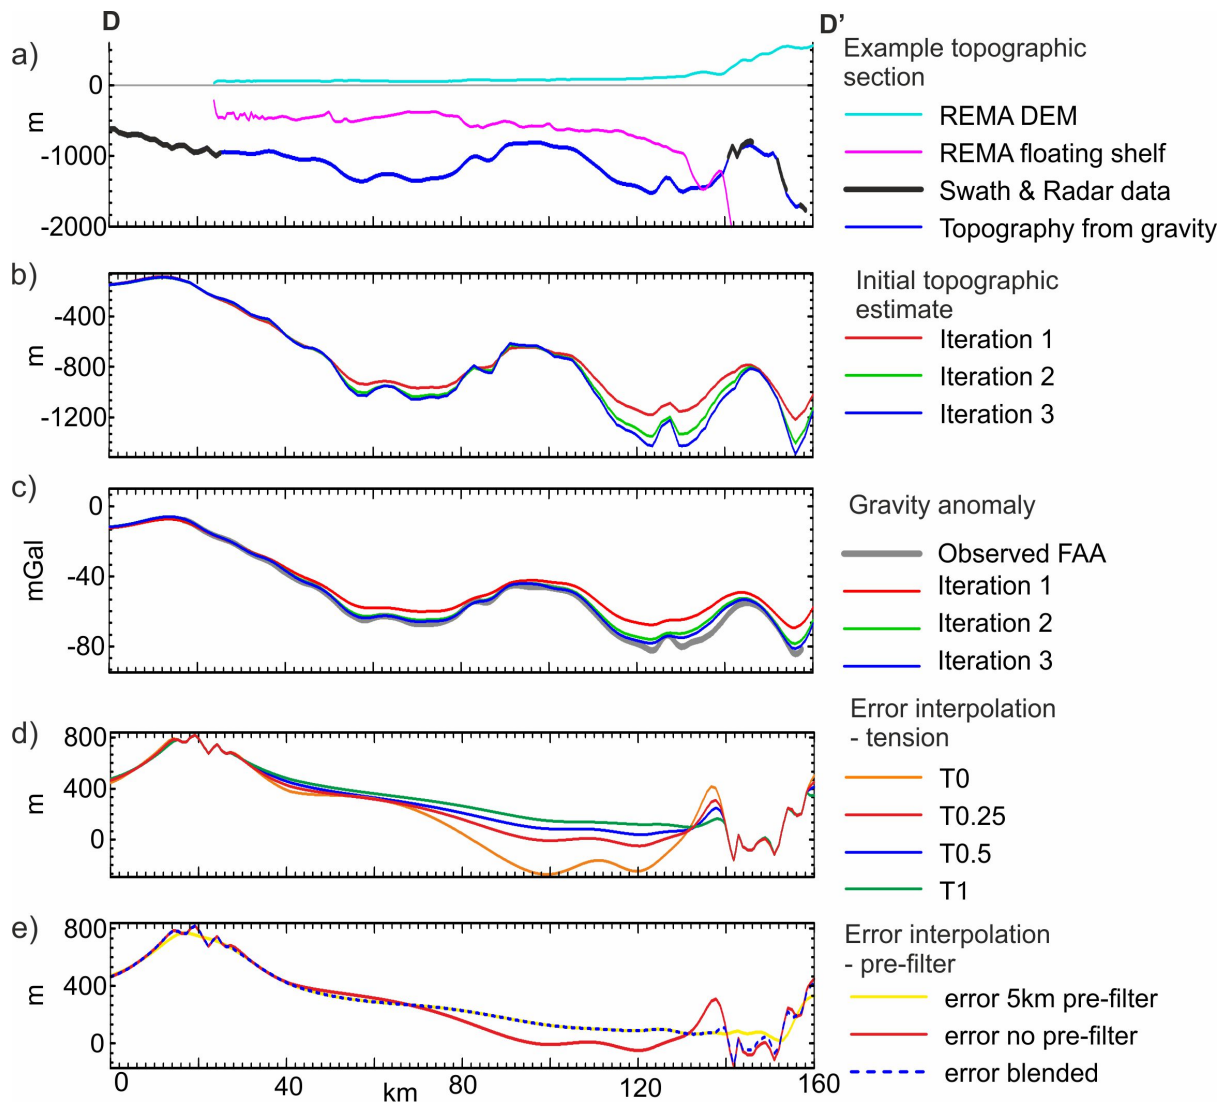 D
D’
a)
0
-1000
-2000
m
Example topographic
section
REMA DEM
REMA floating shelf
Swath & Radar data
Topography from gravity
b)
-400
-800
-1200
m
Initial topographic
estimate
Iteration 1
Iteration 2
Iteration 3
c)
0
-40
-80
mGal
Gravity anomaly
Observed FAA
Iteration 1
Iteration 2
Iteration 3
d)
800
400
0
m
Error interpolation
- tension
T0
T0.25
T0.5
T1
e)
800
400
0
m
Error interpolation
- pre-filter
error 5km pre-filter
error no pre-filter
error blended
0 40 80 120 160
km